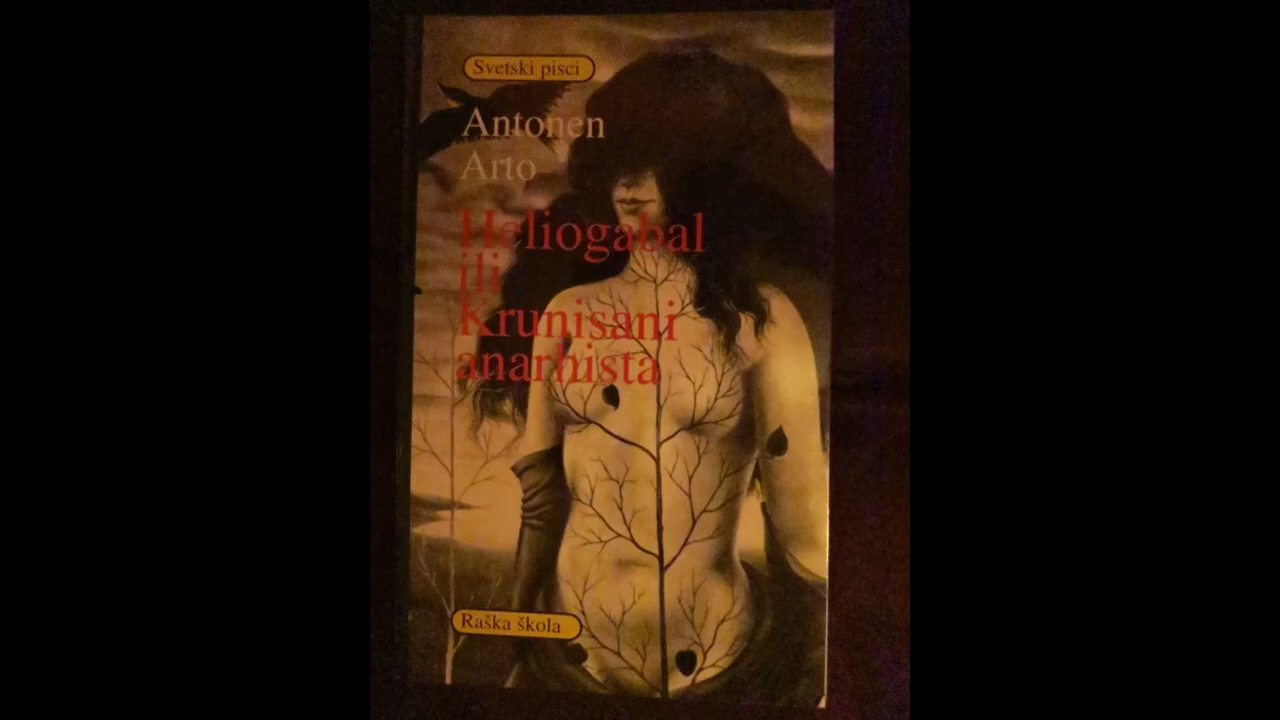 Svetski pisci
Antonen
Arto
Heliogabal
ili
Krunisani
anarhista
Raška škola